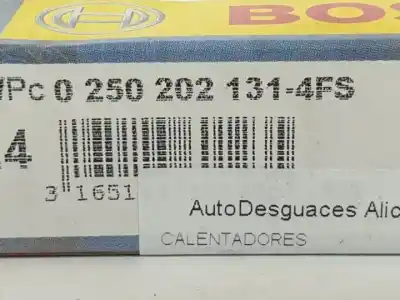 BOS
/Pc 0 250 202 131-4FS
4
3 1651
AutoDesguaces Alic
CALENTADORES